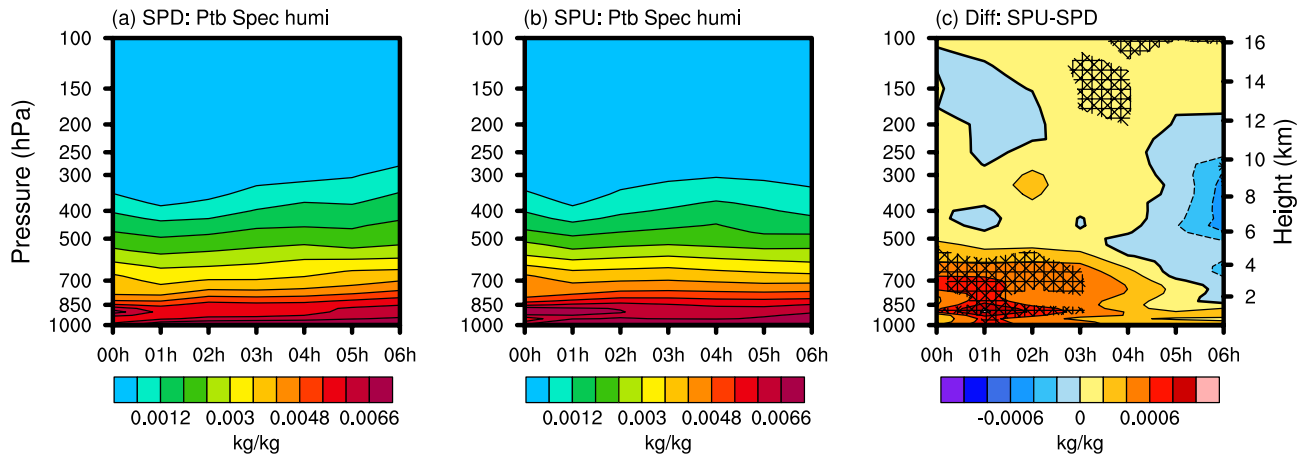 (a) SPD: Ptb Spec humi
(b) SPU: Ptb Spec humi
(c) Diff: SPU-SPD
Pressure (hPa)
100
150
200
250
300
400
500
700
850
1000
00h 01h 02h 03h 04h 05h 06h
0.0012 0.003 0.0048 0.0066
kg/kg
100
150
200
250
300
400
500
700
850
1000
00h 01h 02h 03h 04h 05h 06h
0.0012 0.003 0.0048 0.0066
kg/kg
100
150
200
250
300
400
500
700
850
1000
00h 01h 02h 03h 04h 05h 06h
16
14
12
10
8
6
4
2
Height (km)
-0.0006 0 0.0006
kg/kg